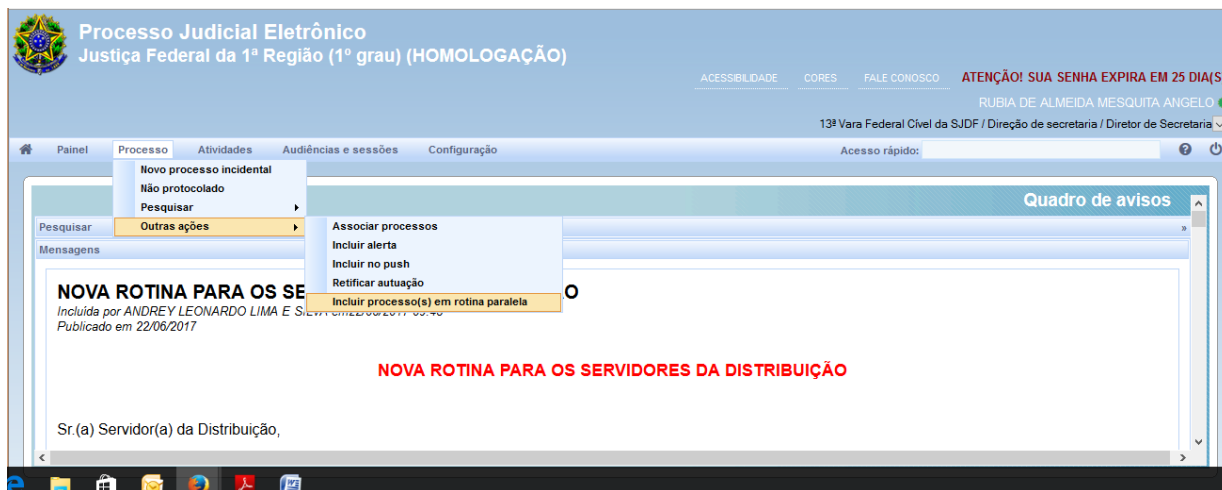 Processo Judicial Eletrônico
Justiça Federal da 1ª Região (1º grau) (HOMOLOGAÇÃO)
ACESSIBILIDADE CORES FALE CONOSCO ATENÇÃO! SUA SENHA EXPIRA EM 25 DIA(S
RUBIA DE ALMEIDA MESQUITA ANGELO
13ª Vara Federal Cível da SJDF / Direção de secretaria / Diretor de Secretaria
Painel Processo Atividades Audiências e sessões Configuração Acesso rápido:
Novo processo incidental
Não protocolado
Pesquisar
Outras ações
Associar processos
Incluir alerta
Incluir no push
Retificar autuação
Incluir processo(s) em rotina paralela
Quadro de avisos
Pesquisar
Mensagens
NOVA ROTINA PARA OS SE O
Incluída por ANDREY LEONARDO LIMA E
Publicado em 22/06/2017
NOVA ROTINA PARA OS SERVIDORES DA DISTRIBUIÇÃO
Sr.(a) Servidor(a) da Distribuição,